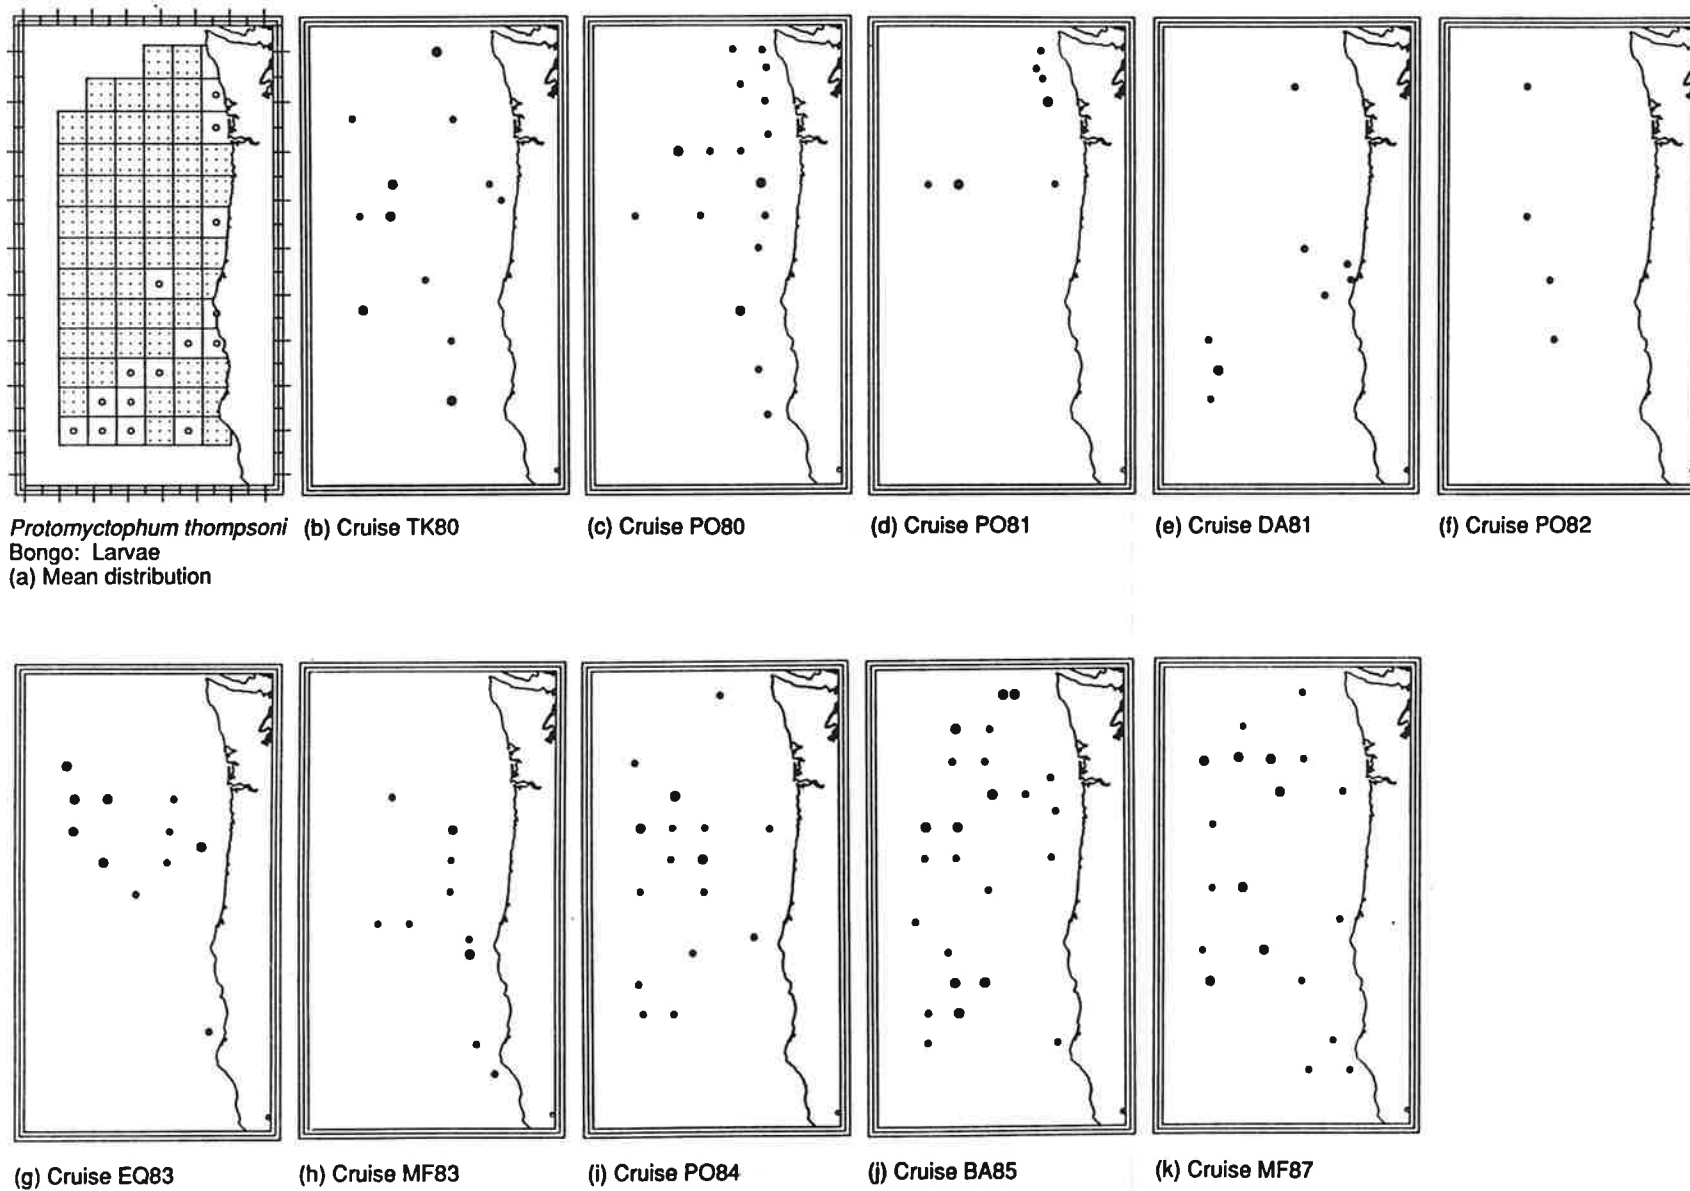 Protomyctophum thompsoni
Bongo: Larvae
(a) Mean distribution
(b) Cruise TK80
(c) Cruise PO80
(d) Cruise PO81
(e) Cruise DA81
(f) Cruise PO82
(g) Cruise EQ83
(h) Cruise MF83
(i) Cruise PO84
(j) Cruise BA85
(k) Cruise MF87